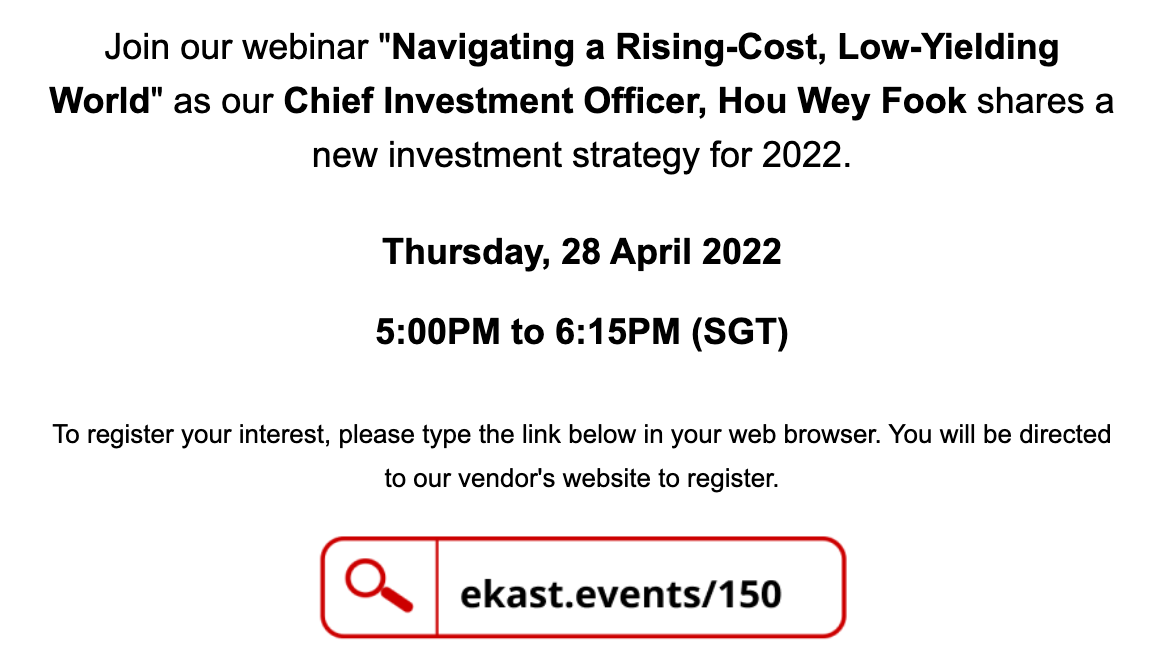 Join our webinar "Navigating a Rising-Cost, Low-Yielding
World" as our Chief Investment Officer, Hou Wey Fook shares a
new investment strategy for 2022.
Thursday, 28 April 2022
5:00PM to 6:15PM (SGT)
To register your interest, please type the link below in your web browser. You will be directed
to our vendor's website to register.
ekast.events/150